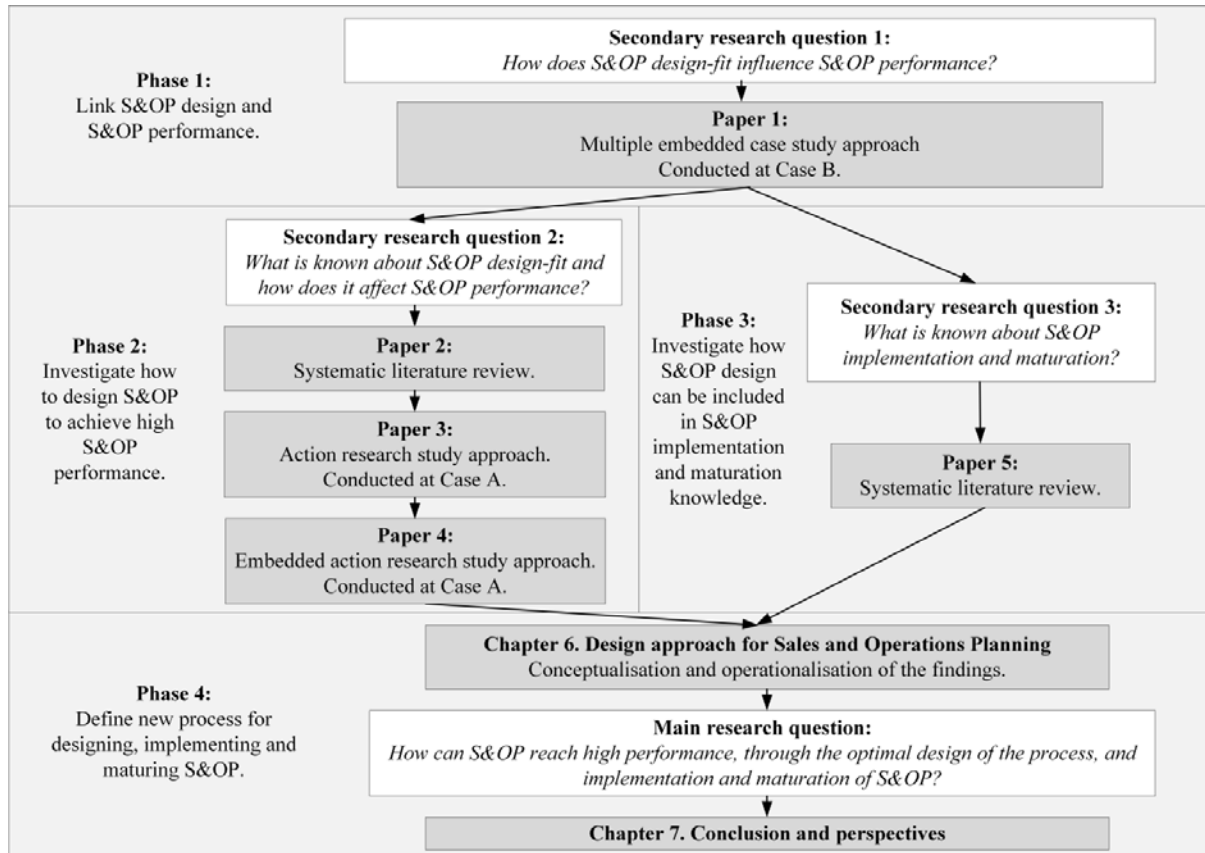 Phase 1:
Link S&OP design and
S&OP performance.
Secondary research question 1:
How does S&OP design-fit influence S&OP performance?
Paper 1:
Multiple embedded case study approach
Conducted at Case B.
Phase 2:
Investigate how
to design S&OP
to achieve high
S&OP
performance.
Secondary research question 2:
What is known about S&OP design-fit and
how does it affect S&OP performance?
Paper 2:
Systematic literature review.
Paper 3:
Action research study approach.
Conducted at Case A.
Paper 4:
Embedded action research study approach.
Conducted at Case A.
Phase 3:
Investigate how
S&OP design
can be included
in S&OP
implementation
and maturation
knowledge.
Secondary research question 3:
What is known about S&OP
implementation and maturation?
Paper 5:
Systematic literature review.
Phase 4:
Define new process for
designing, implementing and
maturing S&OP.
Chapter 6. Design approach for Sales and Operations Planning
Conceptualisation and operationalisation of the findings.
Main research question:
How can S&OP reach high performance, through the optimal design of the process, and
implementation and maturation of S&OP?
Chapter 7. Conclusion and perspectives